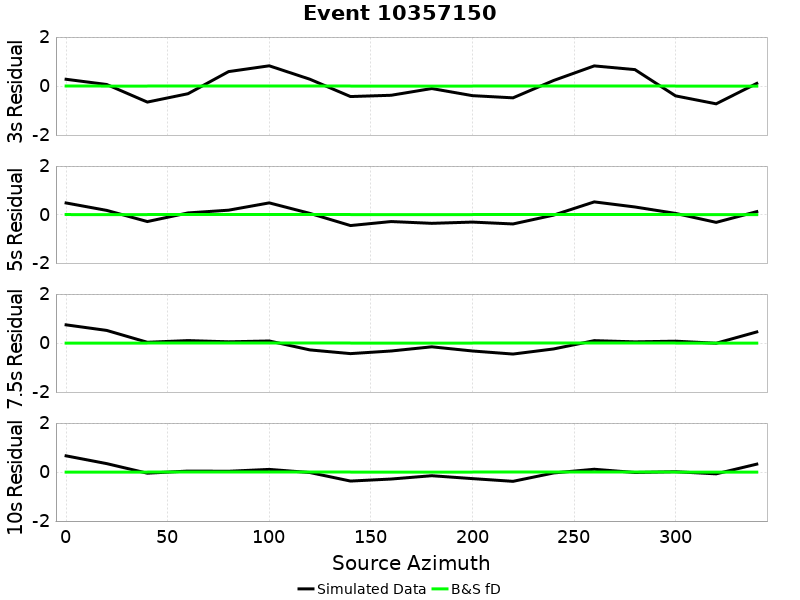 Event 10357150
3s Residual
2
0
-2
5s Residual
2
0
-2
7.5s Residual
2
0
-2
10s Residual
2
0
-2
0 50 100 150 200 250 300
Source Azimuth
Simulated Data B&S fD